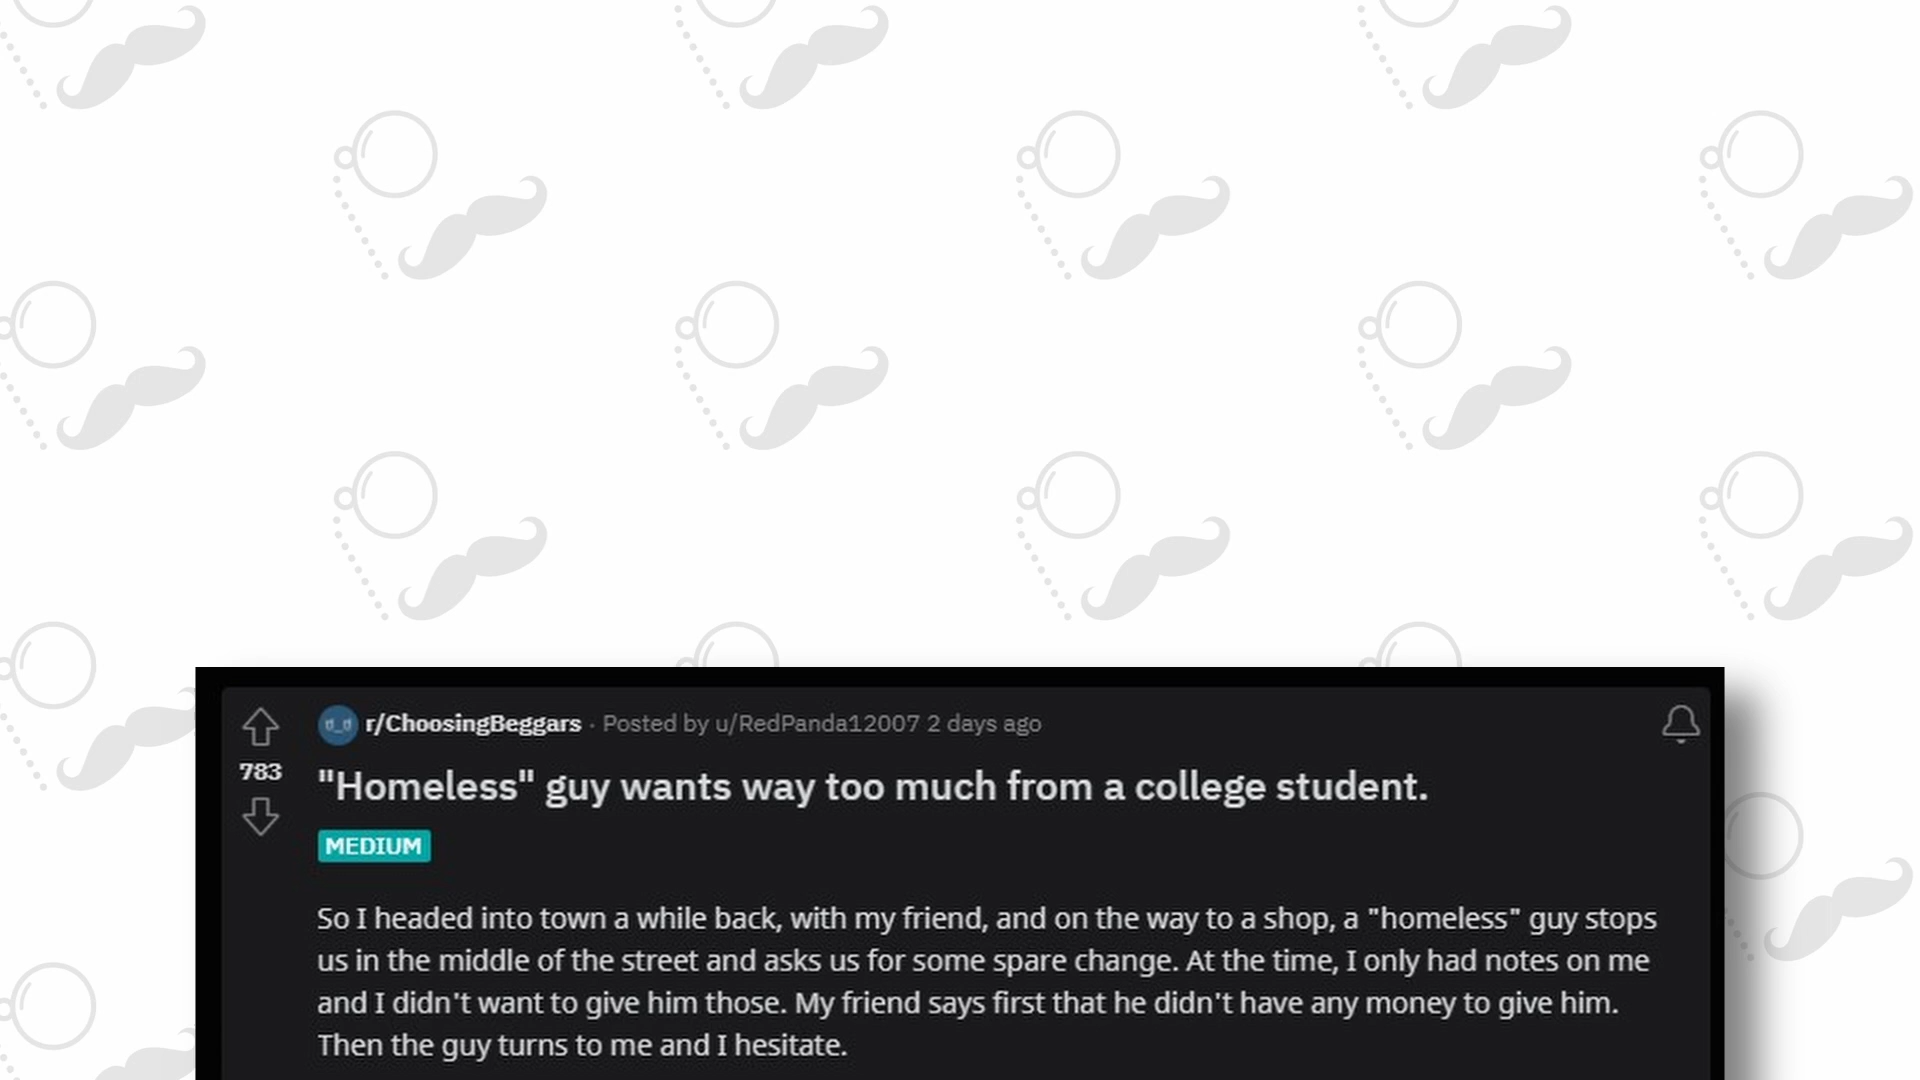 r/ChoosingBeggars · Posted by u/RedPanda12007 2 days ago
783
"Homeless" guy wants way too much from a college student.
MEDIUM
So I headed into town a while back, with my friend, and on the way to a shop, a "homeless" guy stops
us in the middle of the street and asks us for some spare change. At the time, I only had notes on me
and I didn't want to give him those. My friend says first that he didn't have any money to give him.
Then the guy turns to me and I hesitate.